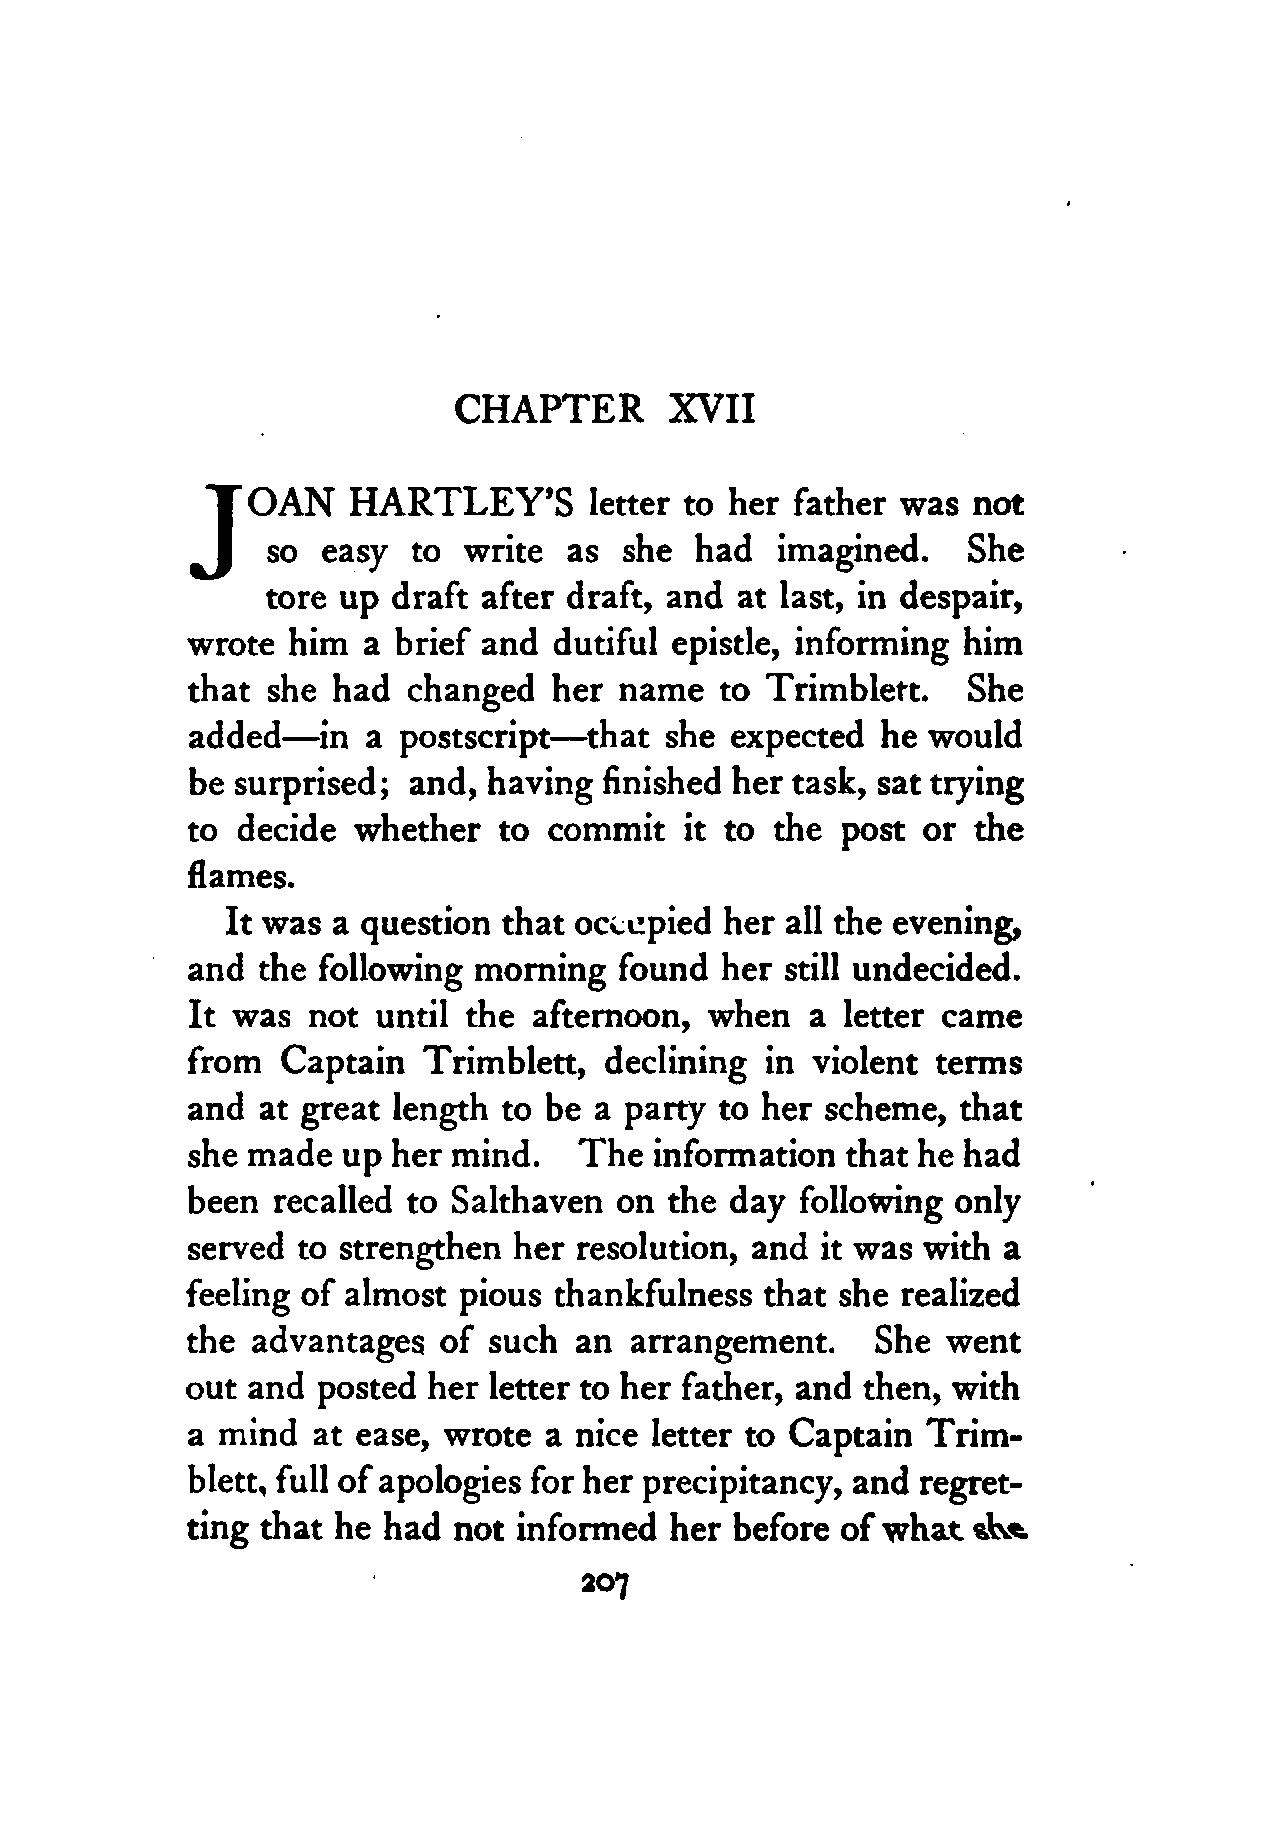 CHAPTER XVII
JOAN HARTLEY'S letter to her father was not
so easy to write as she had imagined. She
tore up draft after draft, and at last, in despair,
wrote him a brief and dutiful epistle, informing him
that she had changed her name to Trimblett. She
added—in a postscript—that she expected he would
be surprised; and, having finished her task, sat trying
to decide whether to commit it to the post or the
flames.
It was a question that occupied her all the evening,
and the following morning found her still undecided.
It was not until the afternoon, when a letter came
from Captain Trimblett, declining in violent terms
and at great length to be a party to her scheme, that
she made up her mind. The information that he had
been recalled to Salthaven on the day following only
served to strengthen her resolution, and it was with a
feeling of almost pious thankfulness that she realized
the advantages of such an arrangement. She went
out and posted her letter to her father, and then, with
a mind at ease, wrote a nice letter to Captain Trim-
blett, full of apologies for her precipitancy, and regret-
ting that he had not informed her before of what she
207